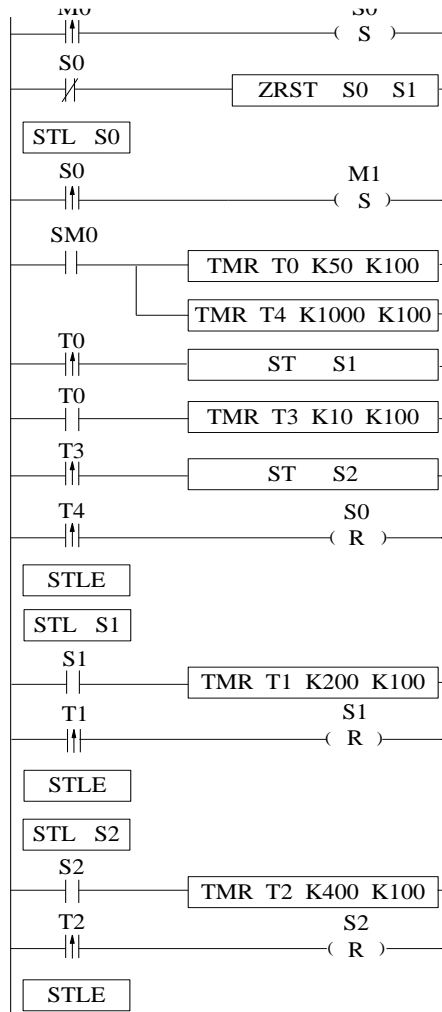 M0 S0
S
S0
ZRST S0 S1
STL S0
S0 M1
S
SM0
TMR T0 K50 K100
TMR T4 K1000 K100
T0
ST S1
T0
TMR T3 K10 K100
T3
ST S2
T4 S0
R
STLE
STL S1
S1
TMR T1 K200 K100
T1 S1
R
STLE
STL S2
S2
TMR T2 K400 K100
T2 S2
R
STLE